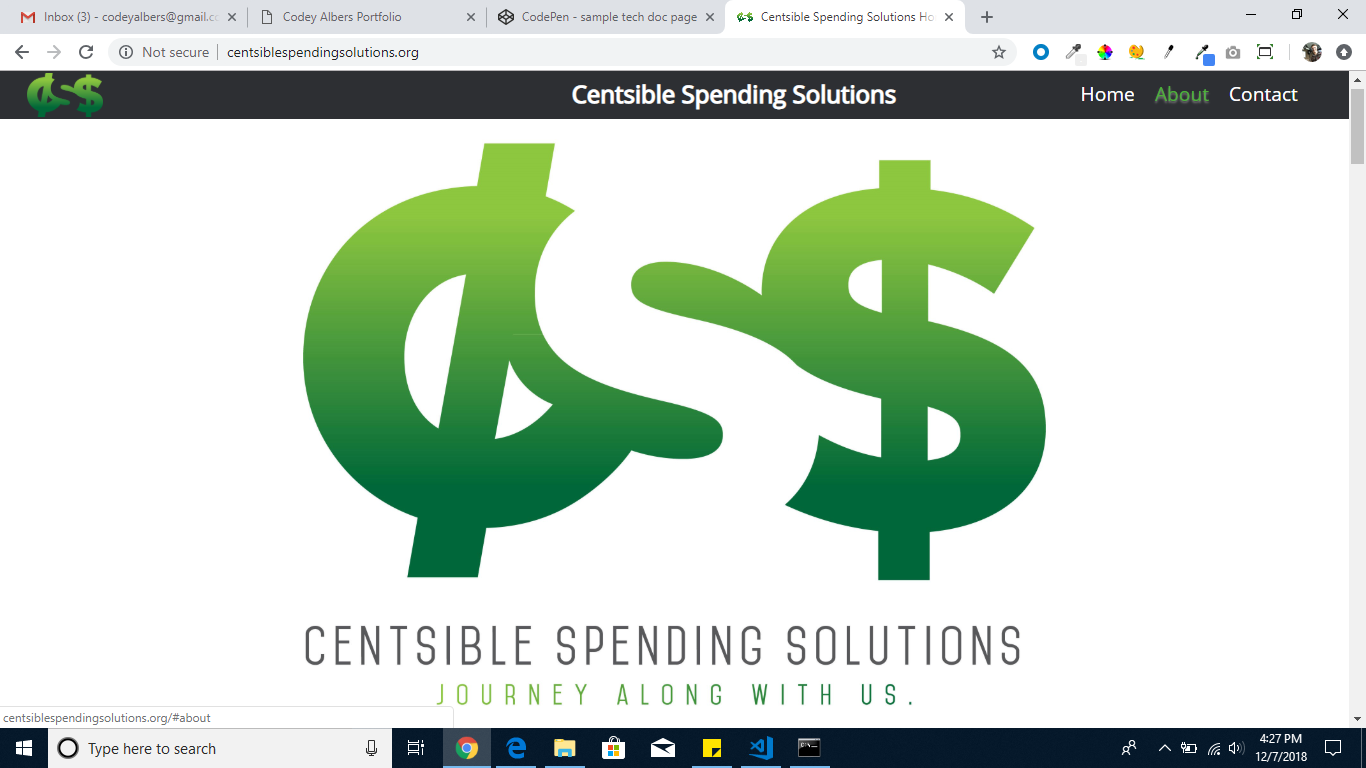 Inbox (3) - codeyalbers@gmail.c
Codey Albers Portfolio
CodePen - sample tech doc page
Centsible Spending Solutions Ho
Not secure
centsiblespendingsolutions.org
Centsible Spending Solutions
Home
About
Contact
CENTSIBLE SPENDING SOLUTIONS
JOURNEY ALONG WITH US.
centsiblespendingsolutions.org/#about
Type here to search
4:27 PM
12/7/2018